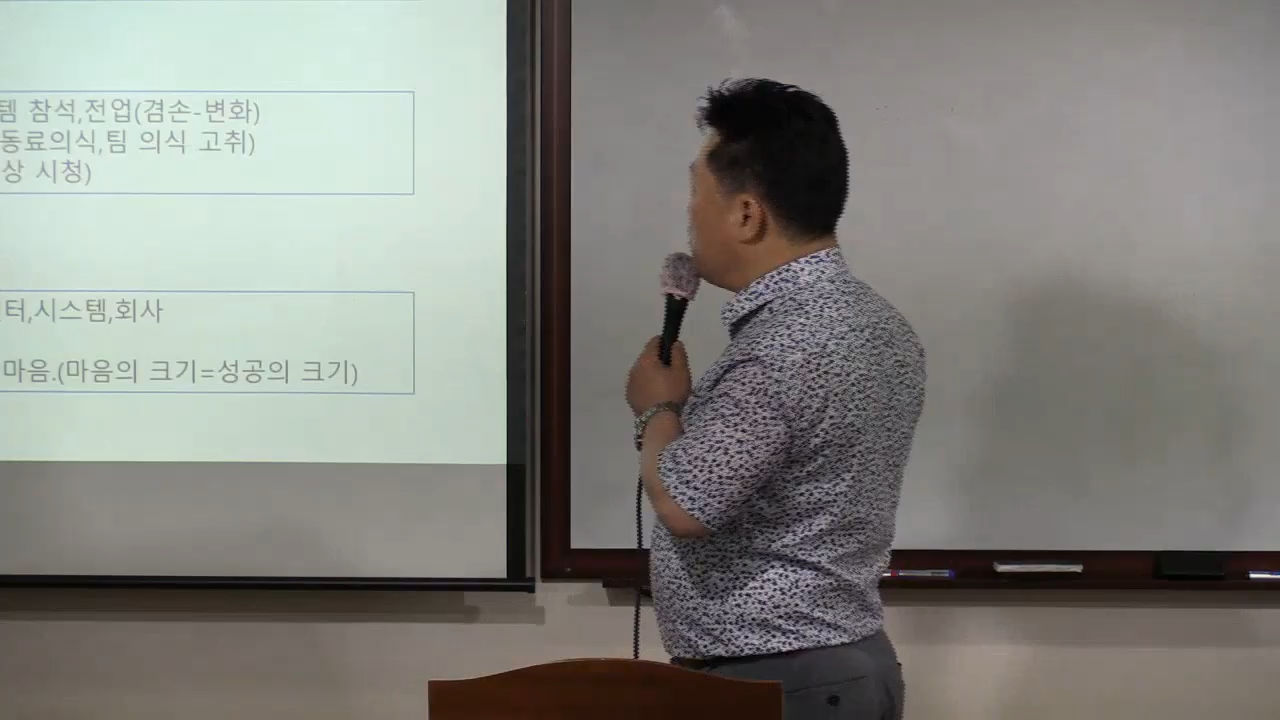 템 참석,전업(겸손-변화)
동료의식,팀 의식 고취)
상 시청)
터,시스템,회사
마음.(마음의 크기=성공의 크기)